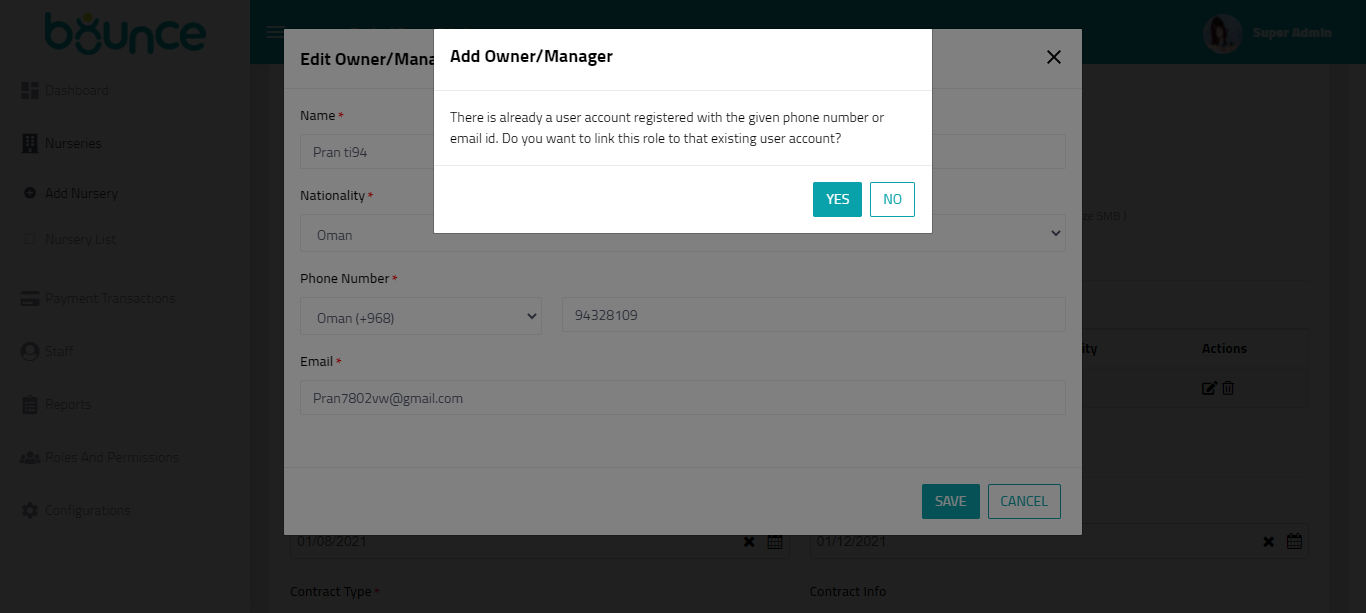 bounce
Super Admin
Dashboard
Nurseries
Add Nursery
Nursery List
Payment Transactions
Staff
Reports
Roles And Permissions
Configurations
Edit Owner/Mana
Add Owner/Manager
There is already a user account registered with the given phone number or
email id. Do you want to link this role to that existing user account?
YES NO
Name *
Pran ti94
Nationality *
Oman
Phone Number *
Oman (+968) 94328109
Email *
Pran7802vw@gmail.com
SAVE CANCEL
ze 5MB )
ity Actions
01/08/2021 01/12/2021
Contract Type * Contract Info